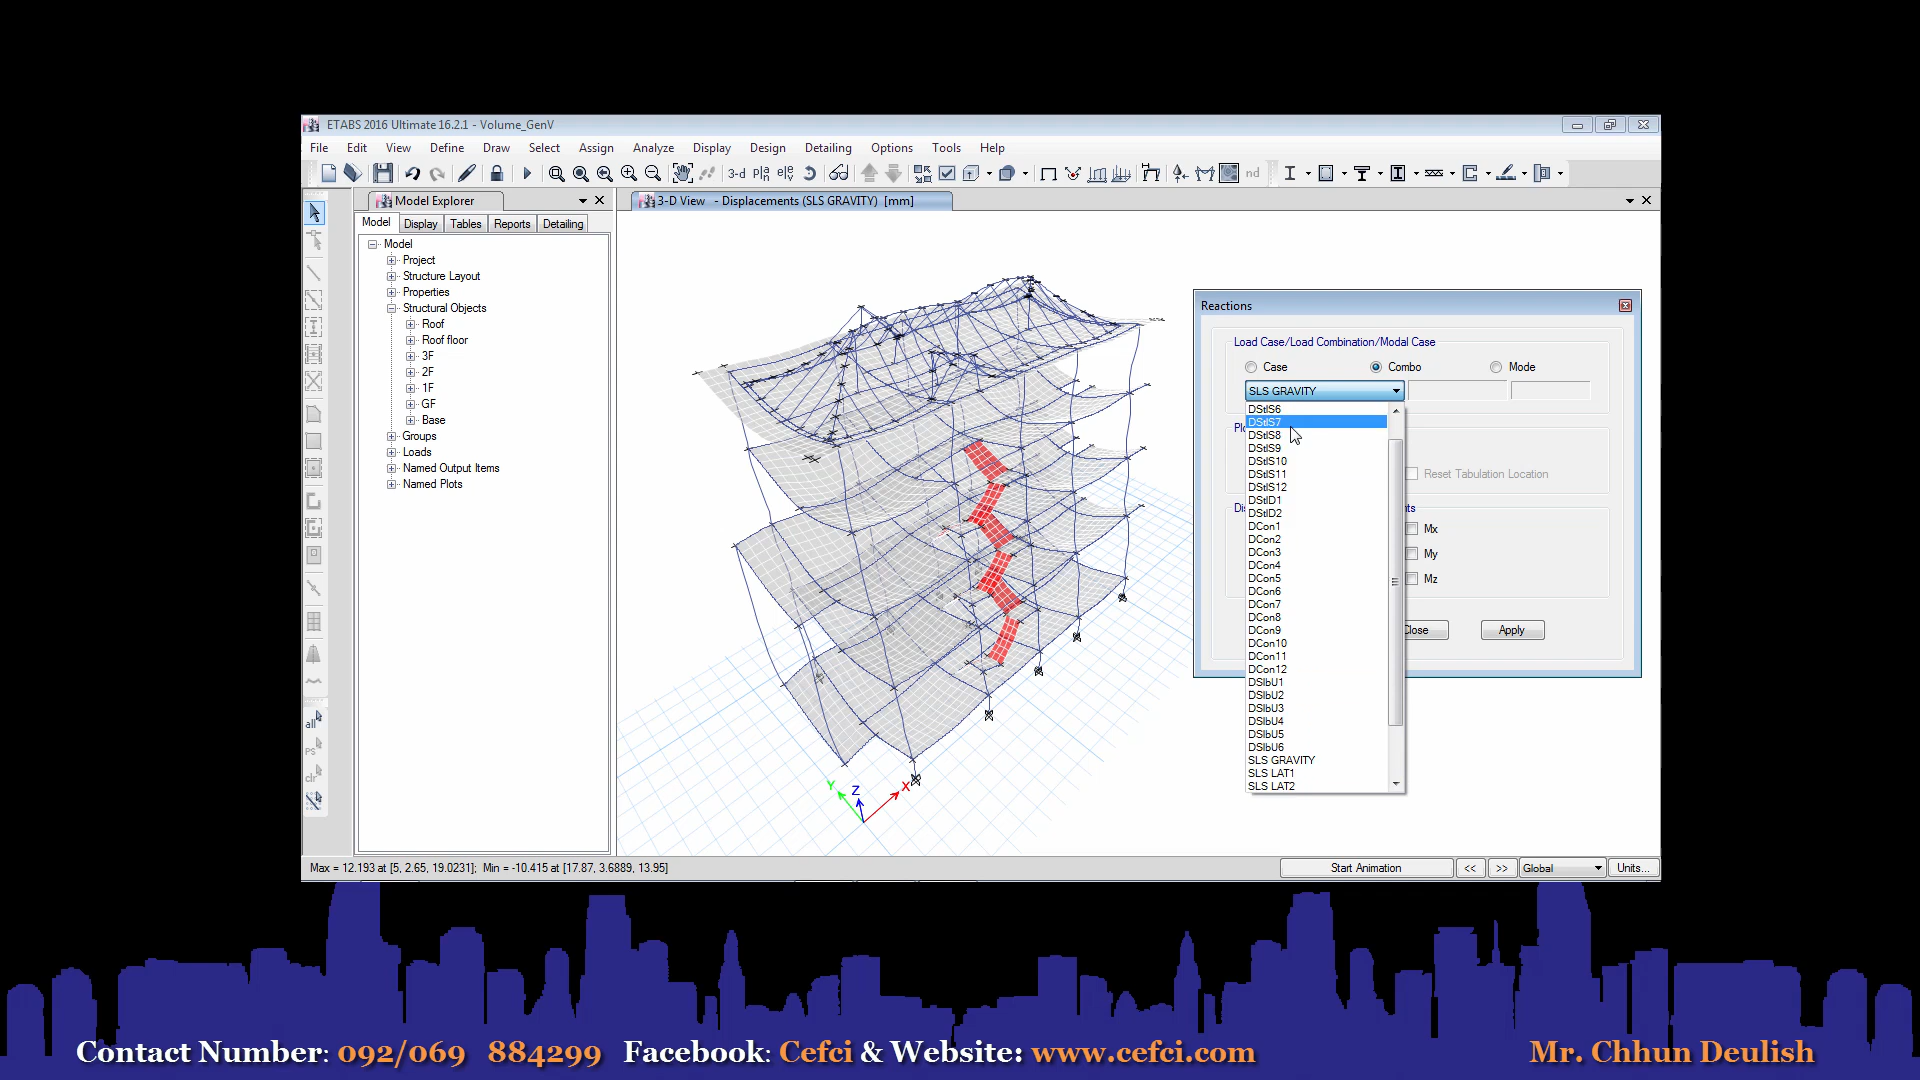 ETABS 2016 Ultimate 16.2.1 - Volume_GenV
File Edit View Define Draw Select Assign Analyze Display Design Detailing Options Tools Help
3-d nd
Model Explorer
3-D View - Displacements (SLS GRAVITY) [mm]
Model Display Tables Reports Detailing
Model
Project
Structure Layout
Properties
Structural Objects
Roof
Roof floor
3F
2F
1F
GF
Base
Groups
Loads
Named Output Items
Named Plots
all
PS
clr
Y Z X
Reactions
Load Case/Load Combination/Modal Case
Case Combo Mode
SLS GRAVITY
DStlS6
DStlS7
DStlS8
DStlS9
DStlS10
DStlS11
DStlS12
DStlD1
DStlD2
DCon1
DCon2
DCon3
DCon4
DCon5
DCon6
DCon7
DCon8
DCon9
DCon10
DCon11
DCon12
DSlbU1
DSlbU2
DSlbU3
DSlbU4
DSlbU5
DSlbU6
SLS GRAVITY
SLS LAT1
SLS LAT2
Reset Tabulation Location
Mx
My
Mz
Close Apply
Max = 12.193 at [5, 2.65, 19.0231]; Min = -10.415 at [17.87, 3.6889, 13.95]
Start Animation << >> Global Units...
Contact Number: 092/069 884299 Facebook: Cefci & Website: www.cefci.com
Mr. Chhun Deulish